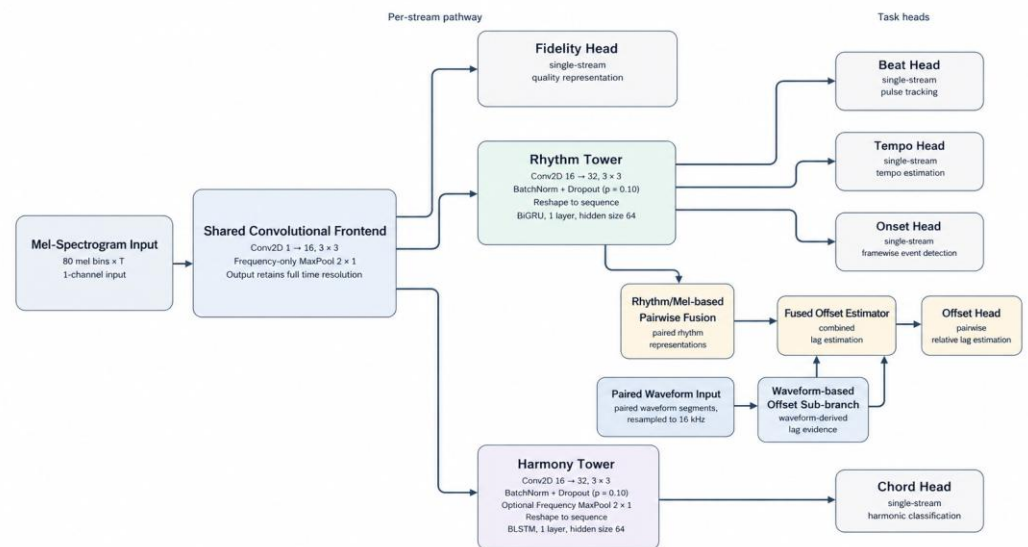 Per-stream pathway
Task heads
Fidelity Head
single-stream
quality representation
Beat Head
single-stream
pulse tracking
Rhythm Tower
Conv2D 16 → 32, 3 × 3
BatchNorm + Dropout (p = 0.10)
Reshape to sequence
BiGRU, 1 layer, hidden size 64
Tempo Head
single-stream
tempo estimation
Mel-Spectrogram Input
80 mel bins × T
1-channel input
Shared Convolutional Frontend
Conv2D 1 → 16, 3 × 3
Frequency-only MaxPool 2 × 1
Output retains full time resolution
Onset Head
single-stream
framewise event detection
Rhythm/Mel-based
Pairwise Fusion
paired rhythm
representations
Fused Offset Estimator
combined
lag estimation
Offset Head
pairwise
relative lag estimation
Paired Waveform Input
paired waveform segments,
resampled to 16 kHz
Waveform-based
Offset Sub-branch
waveform-derived
lag evidence
Harmony Tower
Conv2D 16 → 32, 3 × 3
BatchNorm + Dropout (p = 0.10)
Optional Frequency MaxPool 2 × 1
Reshape to sequence
BLSTM, 1 layer, hidden size 64
Chord Head
single-stream
harmonic classification